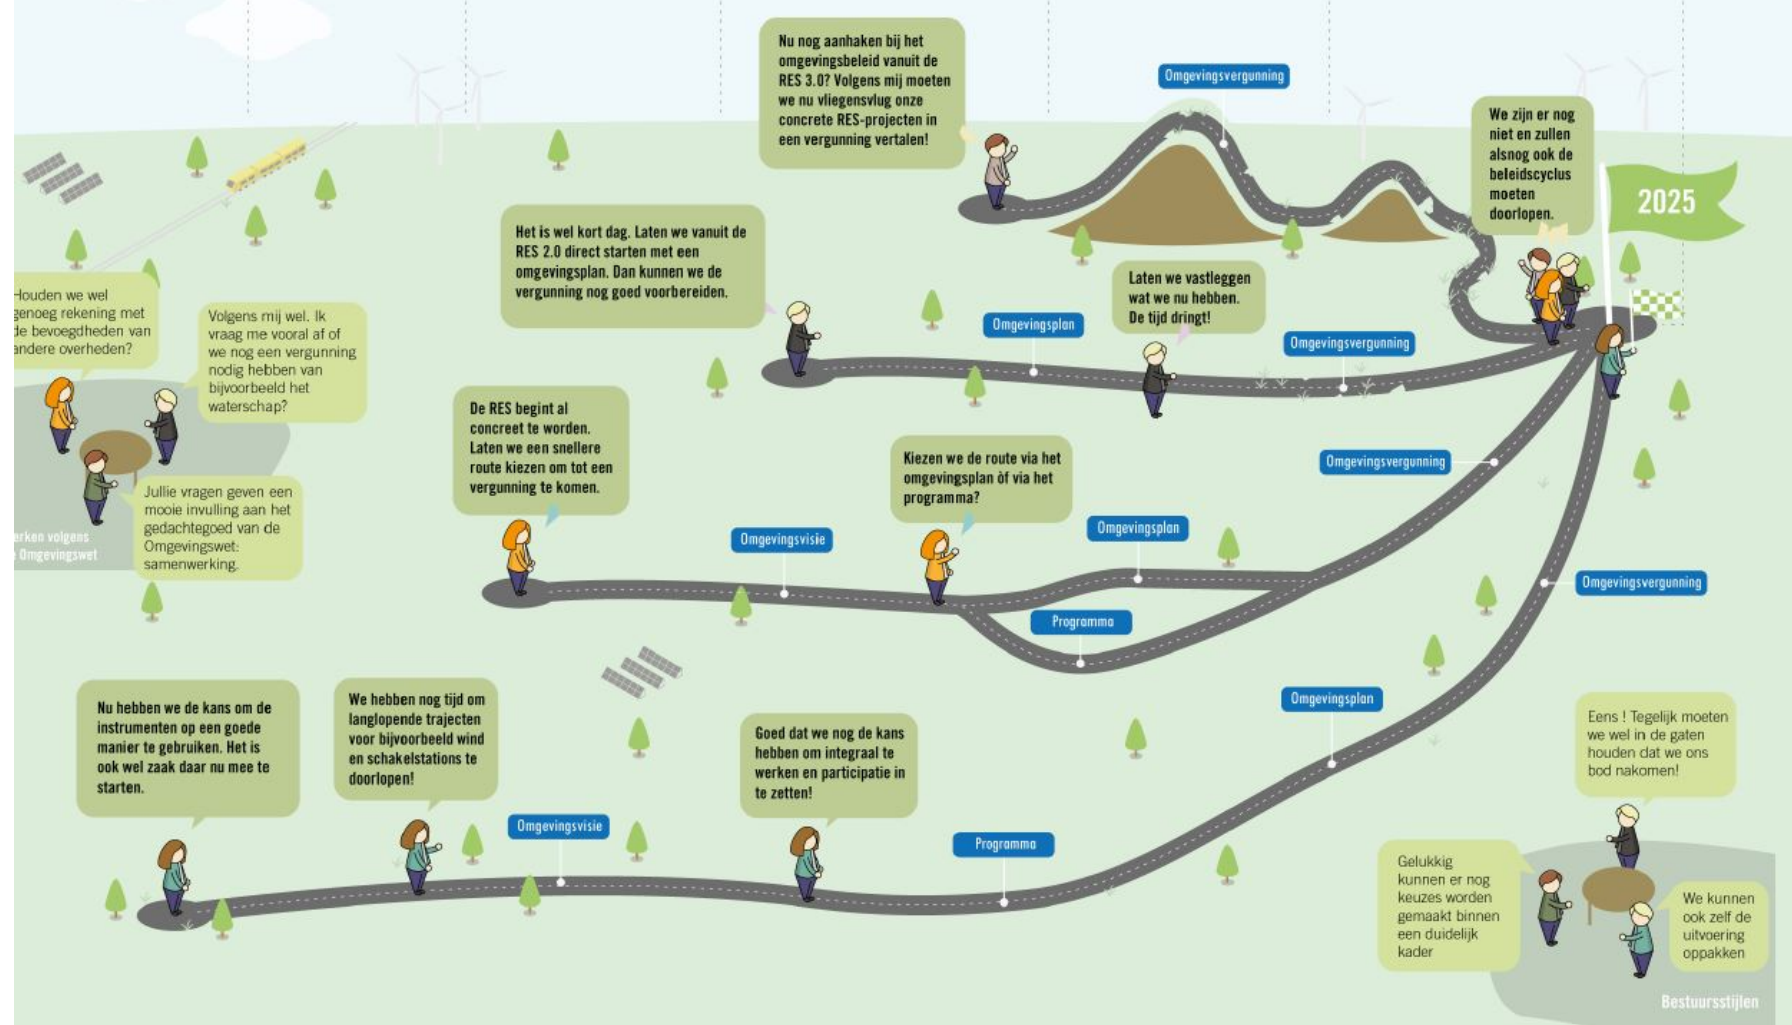 Nu nog aanhaken bij het
omgevingsbeleid vanuit de
RES 3.0? Volgens mij moeten
we nu vliegensvlug onze
concrete RES-projecten in
een vergunning vertalen!
Omgevingsvergunning
We zijn er nog
niet en zullen
alsnog ook de
beleidscyclus
moeten
doorlopen.
2025
Het is wel kort dag. Laten we vanuit de
RES 2.0 direct starten met een
omgevingsplan. Dan kunnen we de
vergunning nog goed voorbereiden.
Omgevingsplan
Laten we vastleggen
wat we nu hebben.
De tijd dringt!
Omgevingsvergunning
Houden we wel
genoeg rekening met
de bevoegdheden van
andere overheden?
Volgens mij wel. Ik
vraag me vooral af of
we nog een vergunning
nodig hebben van
bijvoorbeeld het
waterschap?
Jullie vragen geven een
mooie invulling aan het
gedachtegoed van de
Omgevingswet:
samenwerking.
erken volgens
Omgevingswet
De RES begint al
concreet te worden.
Laten we een snellere
route kiezen om tot een
vergunning te komen.
Omgevingsvisie
Kiezen we de route via het
omgevingsplan òf via het
programma?
Omgevingsplan
Programma
Omgevingsvergunning
Omgevingsvergunning
Nu hebben we de kans om de
instrumenten op een goede
manier te gebruiken. Het is
ook wel zaak daar nu mee te
starten.
We hebben nog tijd om
langlopende trajecten
voor bijvoorbeeld wind
en schakelstations te
doorlopen!
Omgevingsvisie
Goed dat we nog de kans
hebben om integraal te
werken en participatie in
te zetten!
Programma
Omgevingsplan
Eens ! Tegelijk moeten
we wel in de gaten
houden dat we ons
bod nakomen!
Gelukkig
kunnen er nog
keuzes worden
gemaakt binnen
een duidelijk
kader
We kunnen
ook zelf de
uitvoering
oppakken
Bestuursstijlen